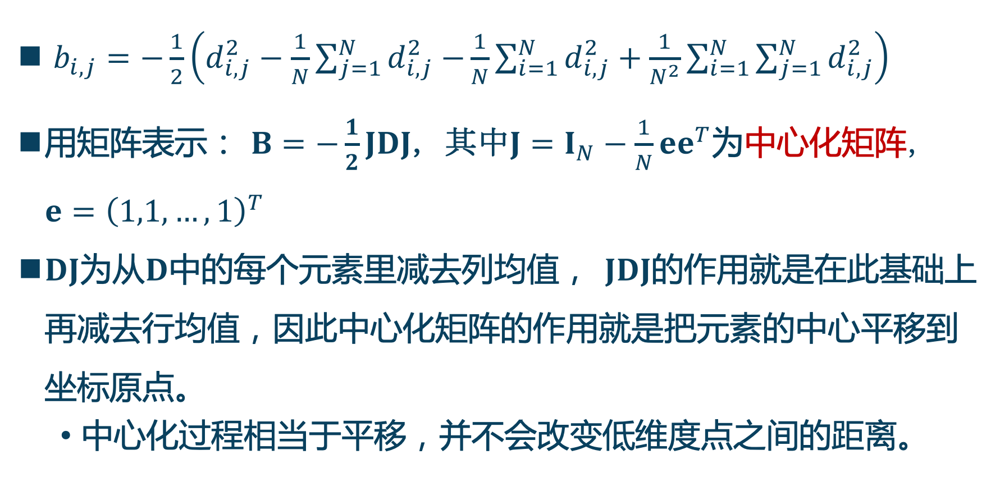 ■ $b_{i,j} = -\frac{1}{2}\left(d_{i,j}^2 - \frac{1}{N}\sum_{j=1}^{N} d_{i,j}^2 - \frac{1}{N}\sum_{i=1}^{N} d_{i,j}^2 + \frac{1}{N^2}\sum_{i=1}^{N}\sum_{j=1}^{N} d_{i,j}^2\right)$
■用矩阵表示： $\mathbf{B} = -\frac{\mathbf{1}}{\mathbf{2}}\mathbf{JDJ}$，其中$\mathbf{J} = \mathbf{I}_N - \frac{1}{N}\mathbf{ee}^T$为中心化矩阵,
$\mathbf{e} = (1,1,\ldots,1)^T$
■DJ为从D中的每个元素里减去列均值，JDJ的作用就是在此基础上
再减去行均值，因此中心化矩阵的作用就是把元素的中心平移到
坐标原点。
• 中心化过程相当于平移，并不会改变低维度点之间的距离。